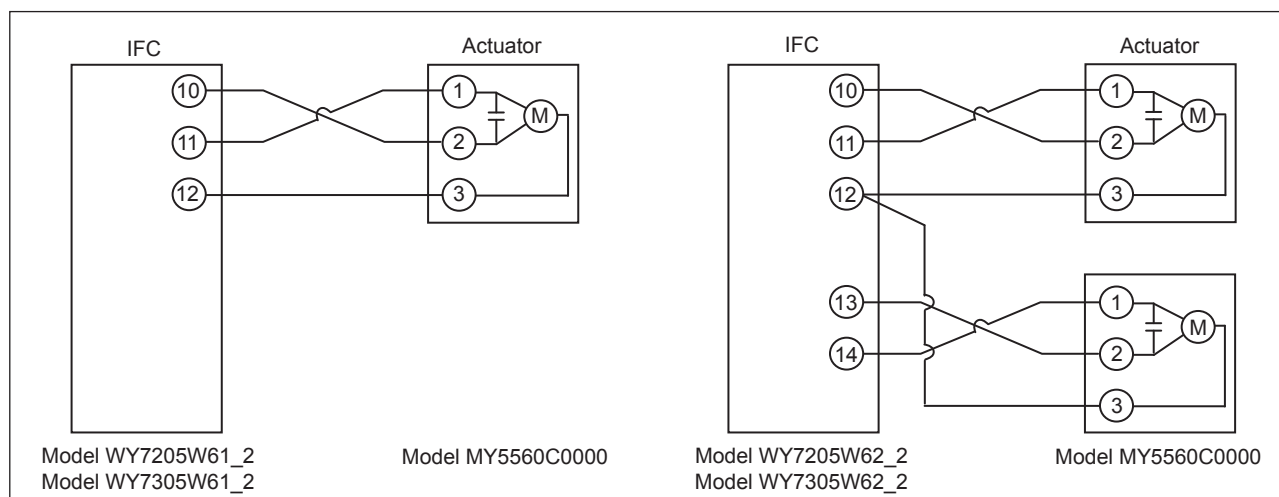 IFC
Actuator
10
1
M
11
2
12
3
Model WY7205W61_2
Model WY7305W61_2
Model MY5560C0000
IFC
Actuator
10
1
M
11
2
12
3
13
1
M
14
2
3
Model WY7205W62_2
Model WY7305W62_2
Model MY5560C0000